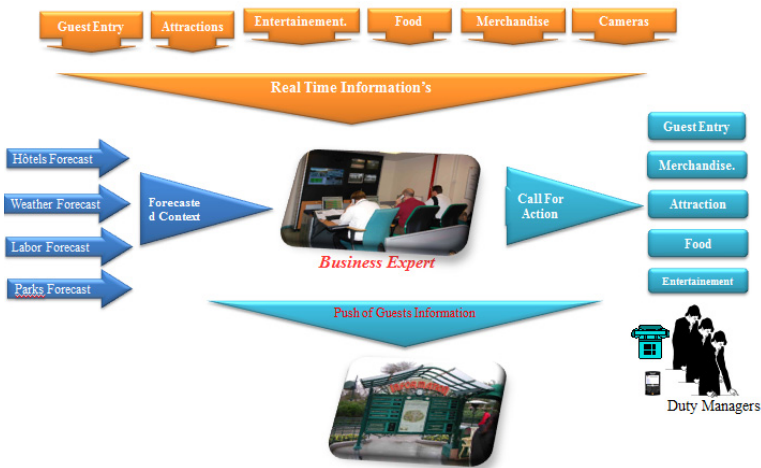 Guest Entry
Attractions
Entertainement.
Food
Merchandise
Cameras
Real Time Information's
Hôtels Forecast
Weather Forecast
Labor Forecast
Parks Forecast
Forecaste
d Context
Business Expert
Call For
Action
Guest Entry
Merchandise.
Attraction
Food
Entertainement
Push of Guests Information
Duty Managers